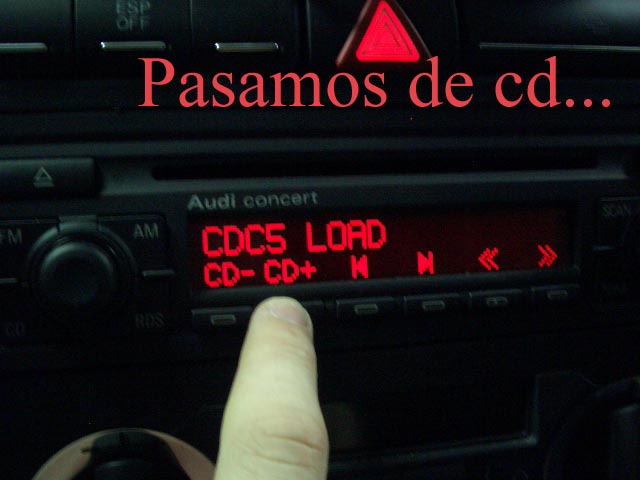 ESP
OFF
Pasamos de cd...
Audi concert
FM
AM
SCAN
CDC5 LOAD
CD- CD+
CD
RDS